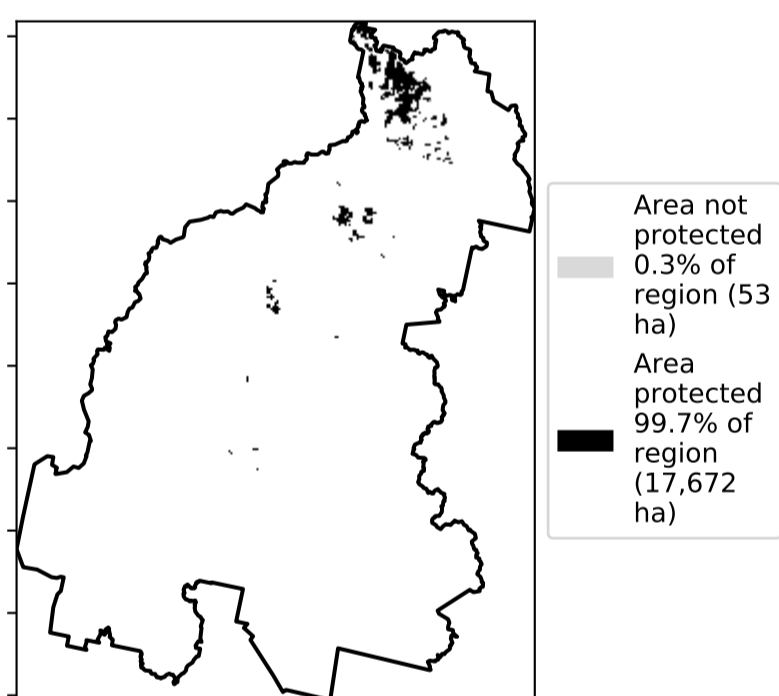 Area not
protected
0.3% of
region (53
ha)
Area
protected
99.7% of
region
(17,672
ha)